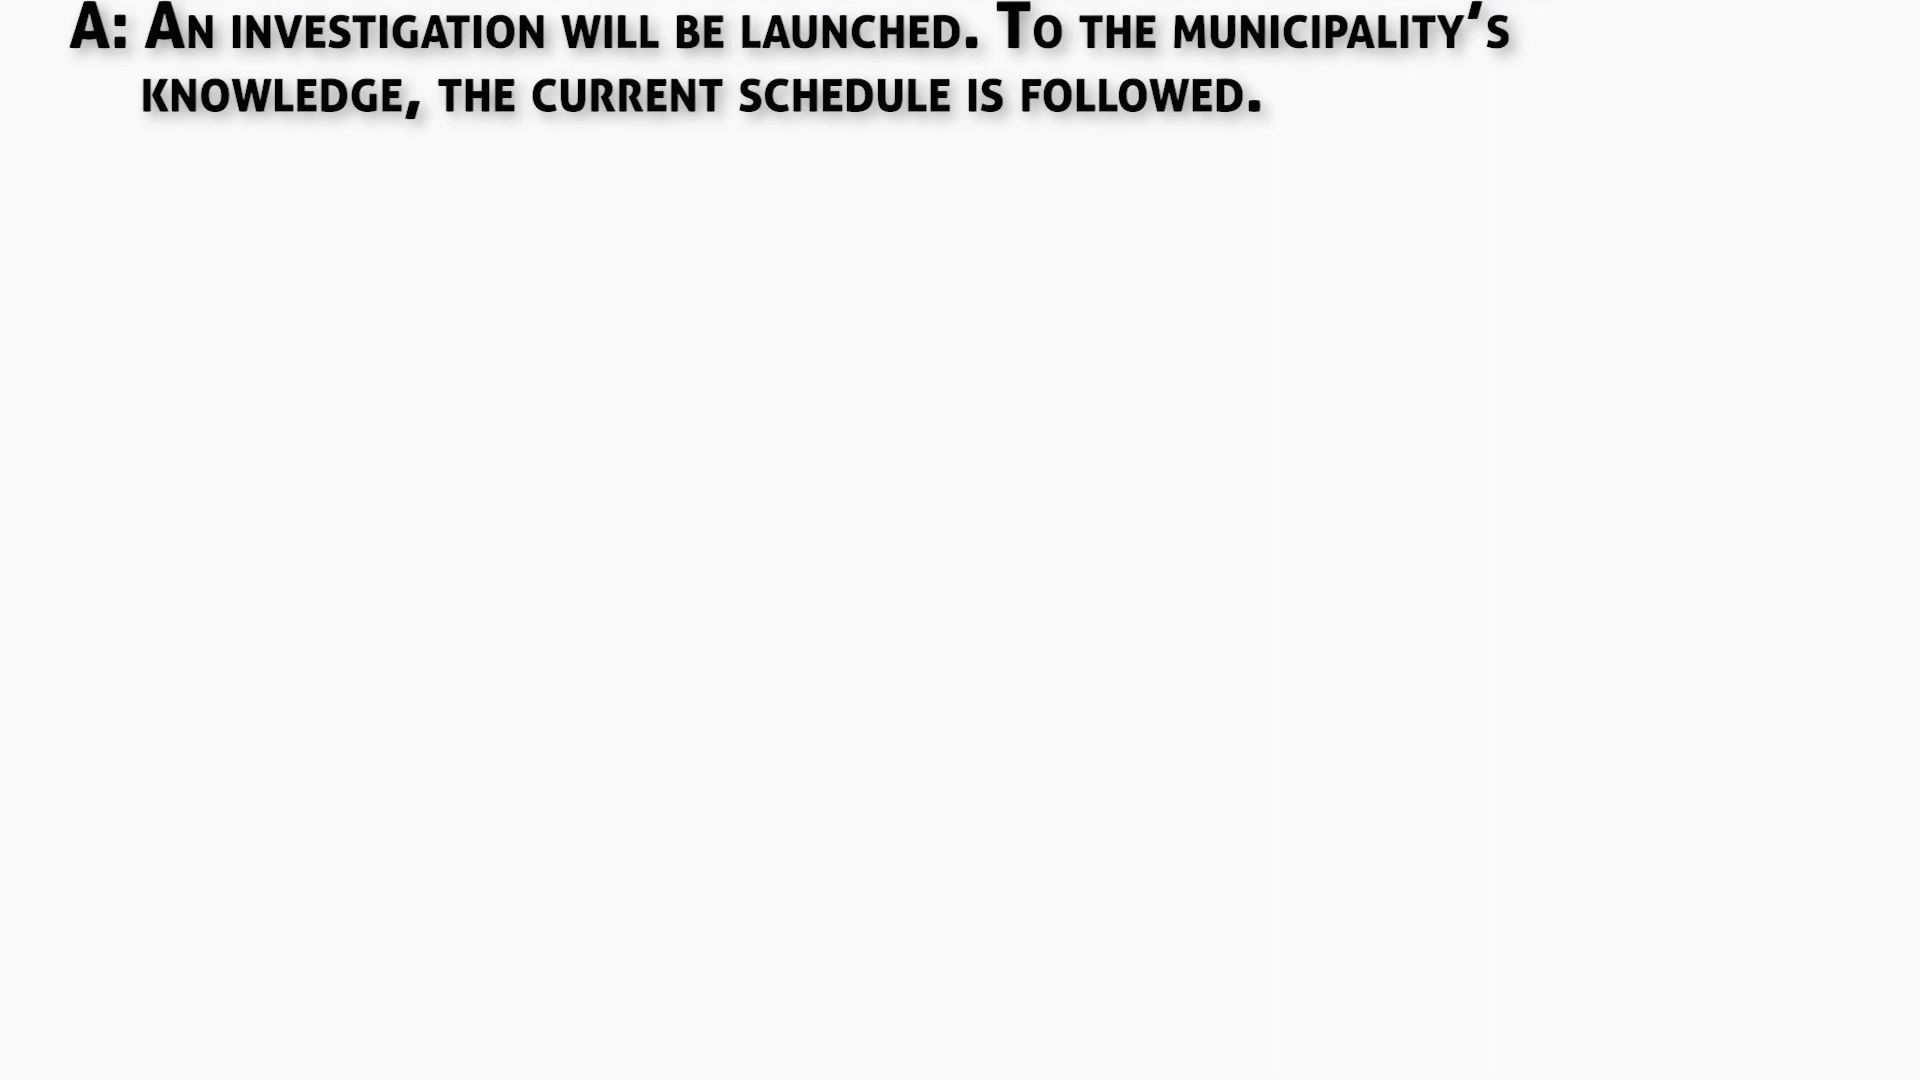 A: An investigation will be launched. To the municipality's
knowledge, the current schedule is followed.